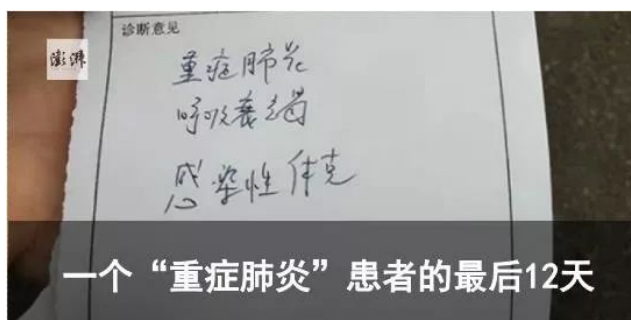 诊断意见
澎湃
重症肺炎
呼吸衰竭
感染性休克
一个“重症肺炎”患者的最后12天